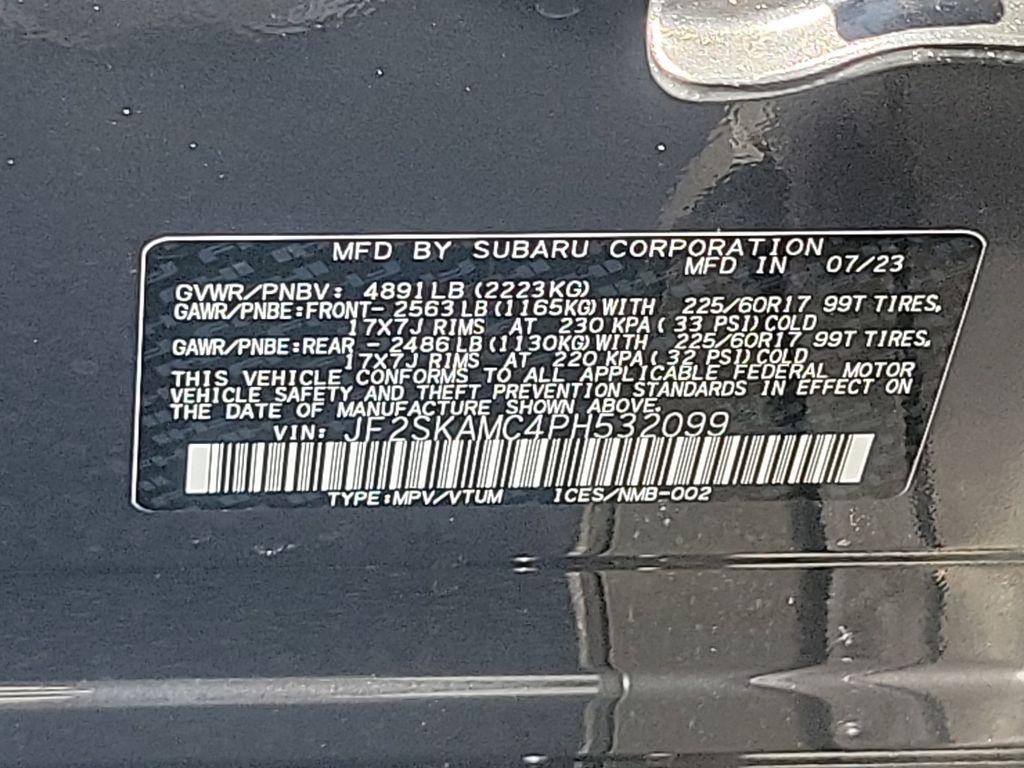 MFD BY SUBARU CORPORATION
MFD IN 07/23
GVWR/PNBV: 4891LB (2223KG)
GAWR/PNBE:FRONT- 2563 LB (1165KG) WITH 225/60R17 99T TIRES,
17X7J RIMS AT 230 KPA( 33 PSI) COLD
GAWR/PNBE:REAR - 2486 LB (1130KG) WITH 225/60R17 99T TIRES,
17X7J RIMS AT 220 KPA( 32 PSI) COLD
THIS VEHICLE CONFORMS TO ALL APPLICABLE FEDERAL MOTOR
VEHICLE SAFETY AND THEFT PREVENTION STANDARDS IN EFFECT ON
THE DATE OF MANUFACTURE SHOWN ABOVE.
VIN: JF2SKAMC4PH532099
TYPE:MPV/VTUM ICES/NMB-002